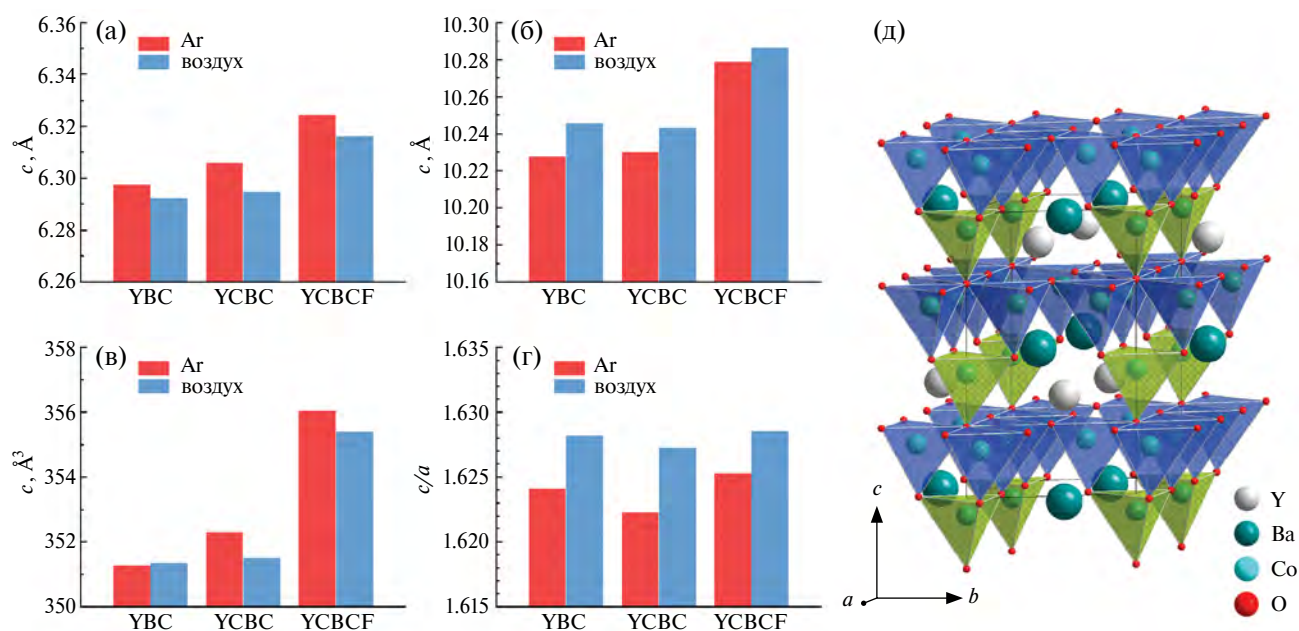 (а)
Ar
воздух
c, Å
6.36
6.34
6.32
6.30
6.28
6.26
YBC YCBC YCBCF
(б)
Ar
воздух
c, Å
10.30
10.28
10.26
10.24
10.22
10.20
10.18
10.16
YBC YCBC YCBCF
(в)
Ar
воздух
c, Å³
358
356
354
352
350
YBC YCBC YCBCF
(г)
Ar
воздух
c/a
1.635
1.630
1.625
1.620
1.615
YBC YCBC YCBCF
(д)
c
a
b
Y
Ba
Co
O